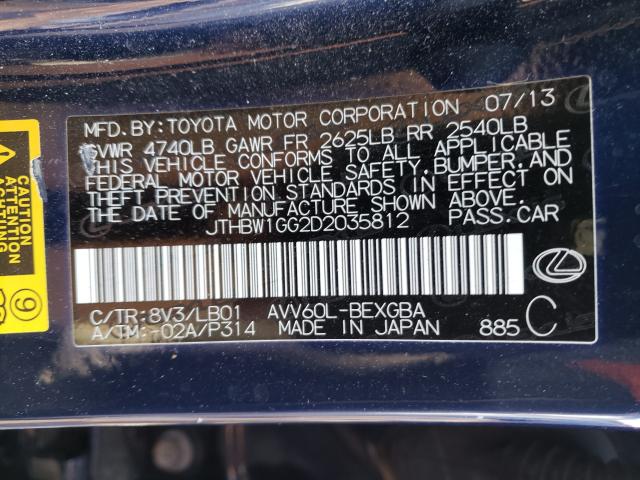 MFD.BY:TOYOTA MOTOR CORPORATION 07/13
GVWR 4740LB GAWR FR 2625LB RR 2540LB
THIS VEHICLE CONFORMS TO ALL APPLICABLE
FEDERAL MOTOR VEHICLE SAFETY,BUMPER,AND
THEFT PREVENTION STANDARDS IN EFFECT ON
THE DATE OF MANUFACTURE SHOWN ABOVE.
JTHBW1GG2D2035812 PASS.CAR
C/TR:8V3/LB01 AVV60L-BEXGBA
A/TM:-02A/P314 MADE IN JAPAN 885 C
CAUTION
ATTENTION
9